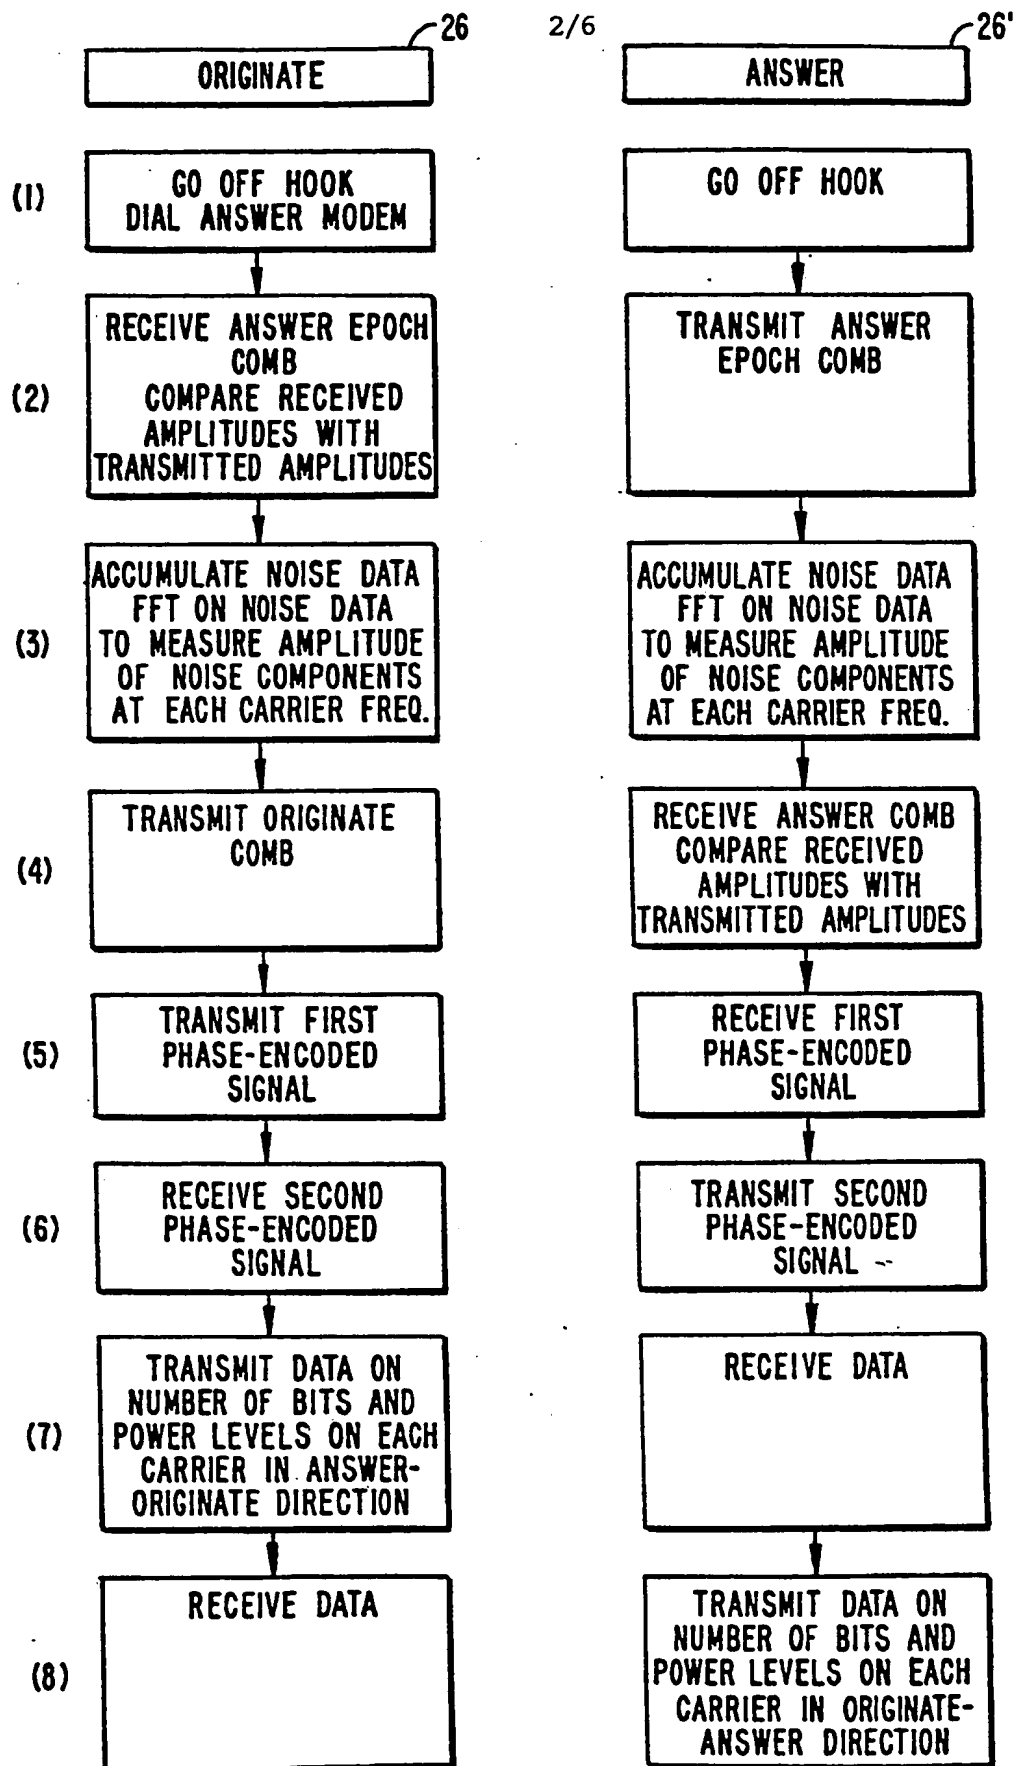 26
2/6
26'
ORIGINATE
ANSWER
(1)
GO OFF HOOK
DIAL ANSWER MODEM
GO OFF HOOK
(2)
RECEIVE ANSWER EPOCH
COMB
COMPARE RECEIVED
AMPLITUDES WITH
TRANSMITTED AMPLITUDES
TRANSMIT ANSWER
EPOCH COMB
(3)
ACCUMULATE NOISE DATA
FFT ON NOISE DATA
TO MEASURE AMPLITUDE
OF NOISE COMPONENTS
AT EACH CARRIER FREQ.
ACCUMULATE NOISE DATA
FFT ON NOISE DATA
TO MEASURE AMPLITUDE
OF NOISE COMPONENTS
AT EACH CARRIER FREQ.
(4)
TRANSMIT ORIGINATE
COMB
RECEIVE ANSWER COMB
COMPARE RECEIVED
AMPLITUDES WITH
TRANSMITTED AMPLITUDES
(5)
TRANSMIT FIRST
PHASE-ENCODED
SIGNAL
RECEIVE FIRST
PHASE-ENCODED
SIGNAL
(6)
RECEIVE SECOND
PHASE-ENCODED
SIGNAL
TRANSMIT SECOND
PHASE-ENCODED
SIGNAL
(7)
TRANSMIT DATA ON
NUMBER OF BITS AND
POWER LEVELS ON EACH
CARRIER IN ANSWER-
ORIGINATE DIRECTION
RECEIVE DATA
(8)
RECEIVE DATA
TRANSMIT DATA ON
NUMBER OF BITS AND
POWER LEVELS ON EACH
CARRIER IN ORIGINATE-
ANSWER DIRECTION